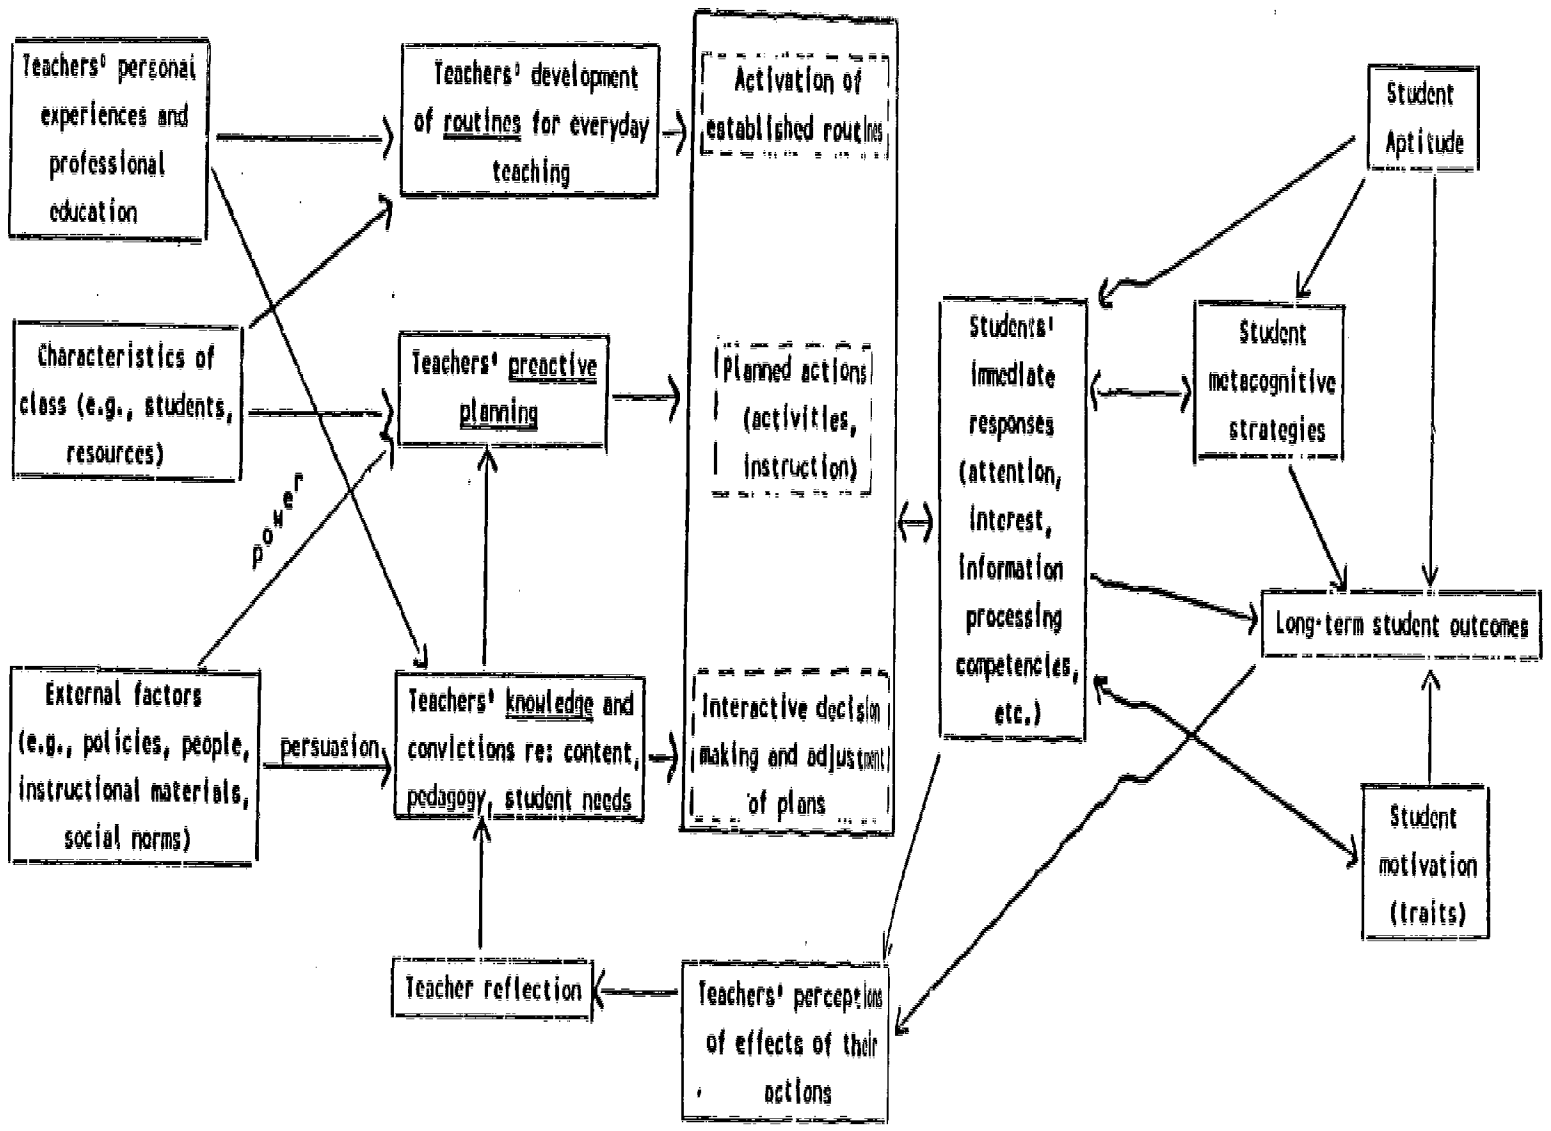 Teachers' personal
experiences and
professional
education
Teachers' development
of routines for everyday
teaching
Activation of
established routines
Student
Aptitude
Characteristics of
class (e.g., students,
resources)
Teachers' preactive
planning
Planned actions
(activities,
instruction)
Students'
immediate
responses
(attention,
interest,
information
processing
competencies,
etc.)
Student
metacognitive
strategies
power
Long-term student outcomes
External factors
(e.g., policies, people,
instructional materials,
social norms)
persuasion
Teachers' knowledge and
convictions re: content,
pedagogy, student needs
Interactive decision
making and adjustment
of plans
Student
motivation
(traits)
Teacher reflection
Teachers' perceptions
of effects of their
actions